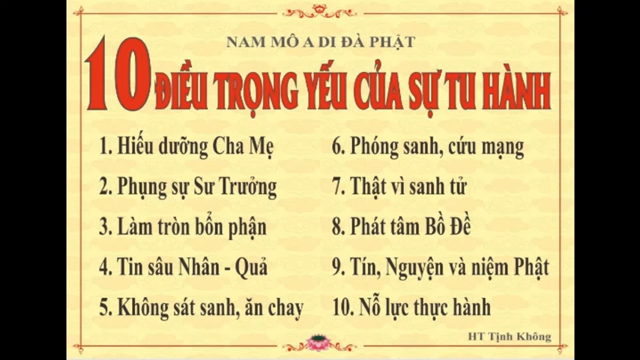 NAM MÔ A DI ĐÀ PHẬT
10 ĐIỀU TRỌNG YẾU CỦA SỰ TU HÀNH
1. Hiếu dưỡng Cha Mẹ
2. Phụng sự Sư Trưởng
3. Làm tròn bổn phận
4. Tin sâu Nhân - Quả
5. Không sát sanh, ăn chay
6. Phóng sanh, cứu mạng
7. Thật vì sanh tử
8. Phát tâm Bồ Đề
9. Tín, Nguyện và niệm Phật
10. Nỗ lực thực hành
HT Tịnh Không